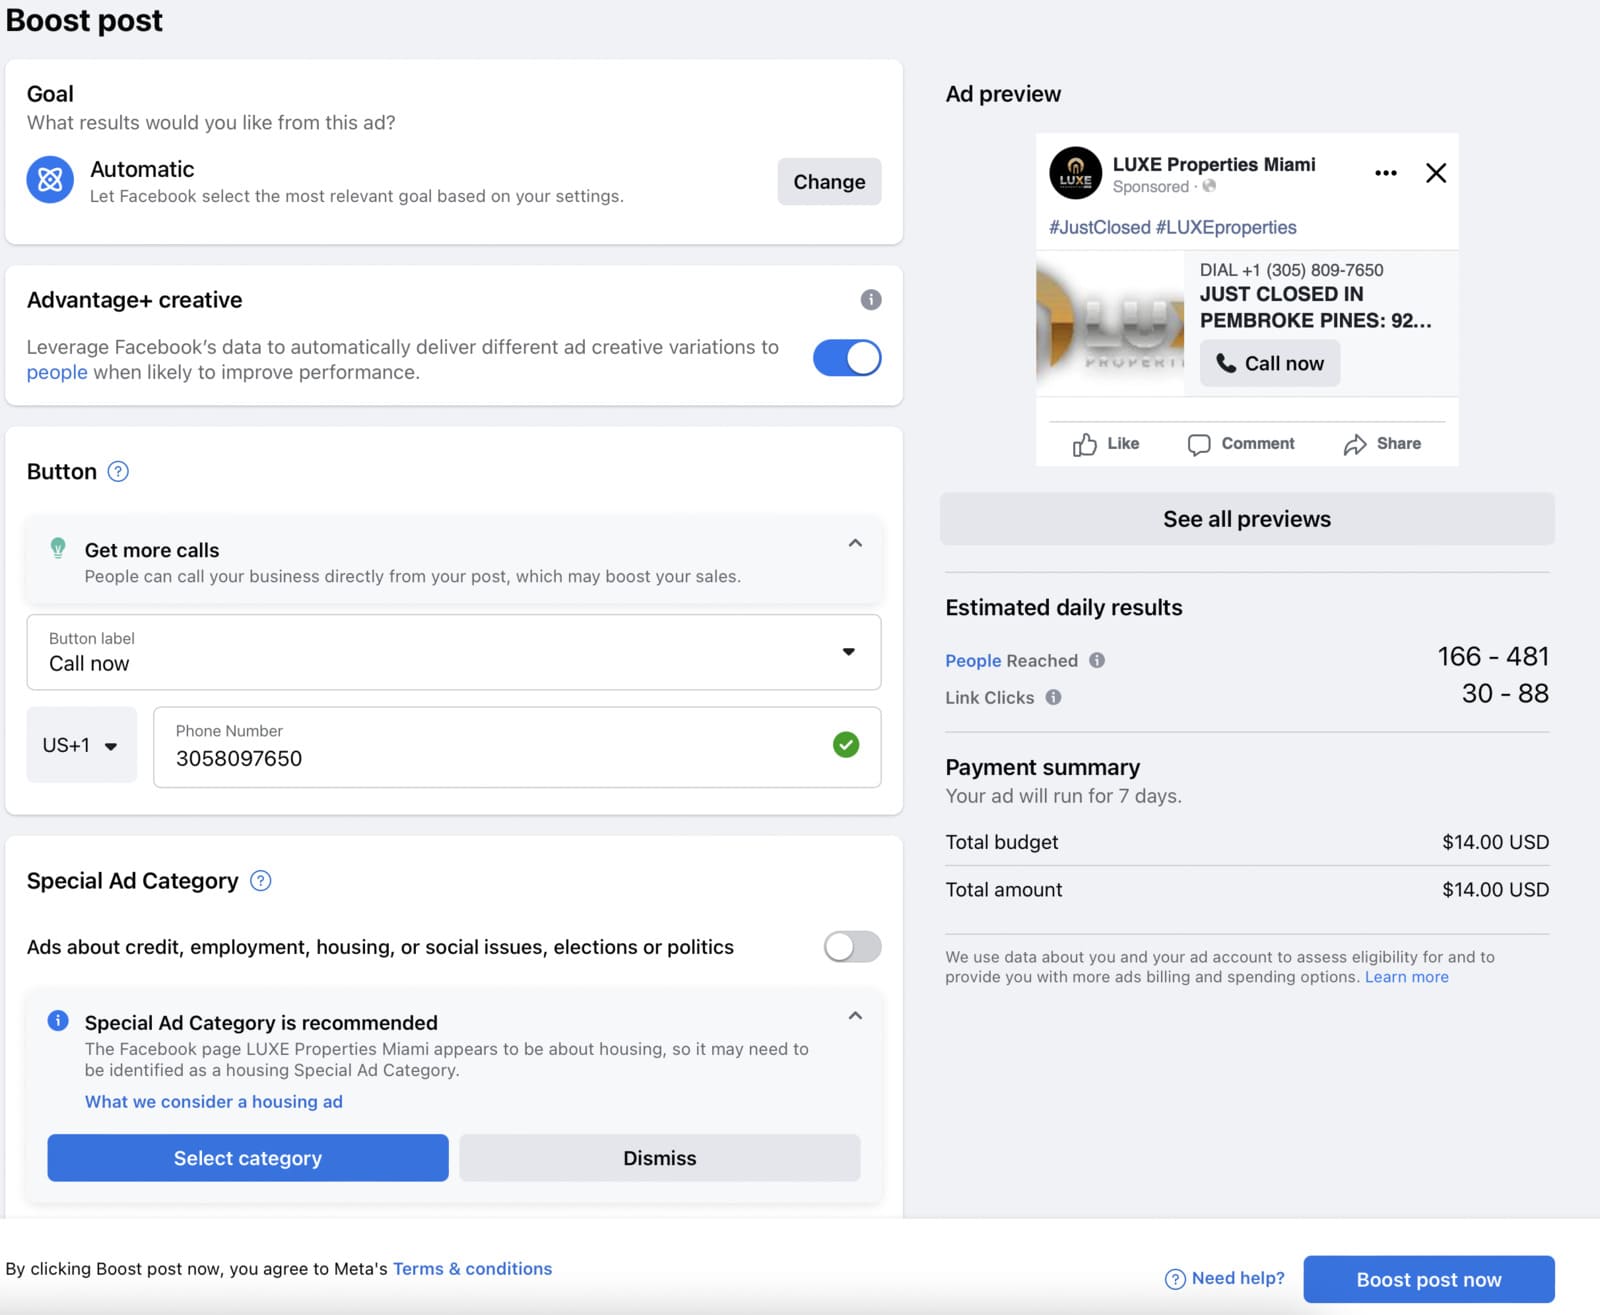 Boost post
Goal
What results would you like from this ad?
Automatic
Let Facebook select the most relevant goal based on your settings.
Change
Advantage+ creative
Leverage Facebook's data to automatically deliver different ad creative variations to
people when likely to improve performance.
Button
Get more calls
People can call your business directly from your post, which may boost your sales.
Button label
Call now
US+1
Phone Number
3058097650
Special Ad Category
Ads about credit, employment, housing, or social issues, elections or politics
Special Ad Category is recommended
The Facebook page LUXE Properties Miami appears to be about housing, so it may need to
be identified as a housing Special Ad Category.
What we consider a housing ad
Select category
Dismiss
Ad preview
LUXE
LUXE Properties Miami
Sponsored ·
#JustClosed #LUXEproperties
LUX
PROPERTI
DIAL +1 (305) 809-7650
JUST CLOSED IN
PEMBROKE PINES: 92...
Call now
Like
Comment
Share
See all previews
Estimated daily results
People Reached
166 - 481
Link Clicks
30 - 88
Payment summary
Your ad will run for 7 days.
Total budget
$14.00 USD
Total amount
$14.00 USD
We use data about you and your ad account to assess eligibility for and to
provide you with more ads billing and spending options. Learn more
By clicking Boost post now, you agree to Meta's Terms & conditions
Need help?
Boost post now